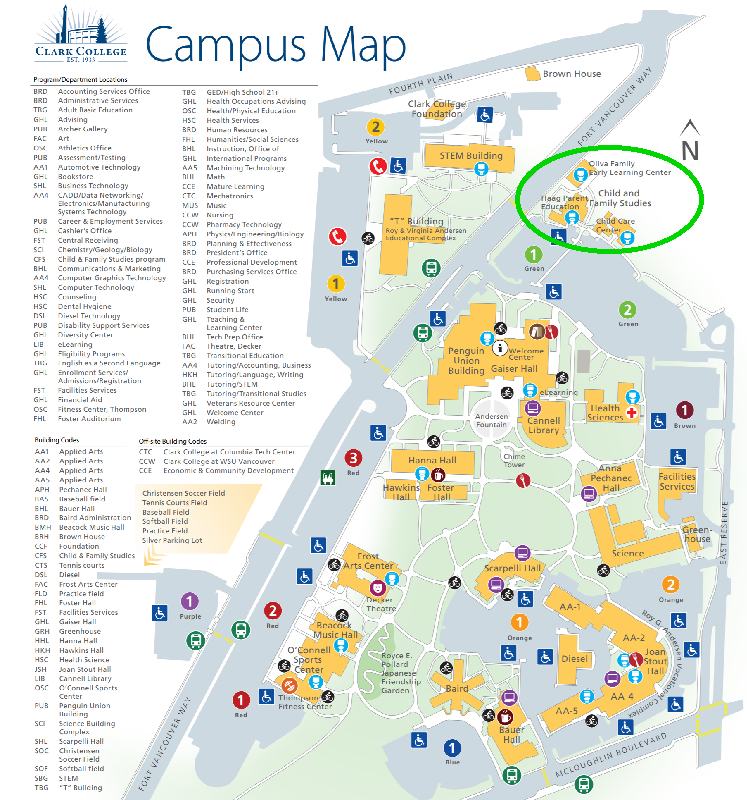 CLARK COLLEGE
EST. 1933
Campus Map
Program/Department Locations
BRD Accounting Services Office
BRD Administrative Services
TBG Adult Basic Education
GHL Advising
PUB Archer Gallery
FAC Art
OSC Athletics Office
PUB Assessment/Testing
AA1 Automotive Technology
GHL Bookstore
SHL Business Technology
AA4 CADD/Data Networking/
Electronics/Manufacturing
Systems Technology
PUB Career & Employment Services
GHL Cashier's Office
FST Central Receiving
SCI Chemistry/Geology/Biology
CFS Child & Family Studies program
BHL Communications & Marketing
AA4 Computer Graphics Technology
SHL Computer Technology
HSC Counseling
HSC Dental Hygiene
DSL Diesel Technology
PUB Disability Support Services
GHL Diversity Center
LIB eLearning
GHL Eligibility Programs
TBG English as a Second Language
GHL Enrollment Services/
Admissions/Registration
FST Facilities Services
GHL Financial Aid
OSC Fitness Center, Thompson
FHL Foster Auditorium
TBG GED/High School 21+
GHL Health Occupations Advising
OSC Health/Physical Education
HSC Health Services
BRD Human Resources
FHL Humanities/Social Sciences
BHL Instruction, Office of
GHL International Programs
AA5 Machining Technology
BHL Math
CCE Mature Learning
CTC Mechatronics
MUS Music
CCW Nursing
CCW Pharmacy Technology
APH Physics/Engineering/Biology
BRD Planning & Effectiveness
BRD President's Office
CCE Professional Development
BRD Purchasing Services Office
GHL Registration
GHL Running Start
GHL Security
PUB Student Life
GHL Teaching &
Learning Center
BHL Tech Prep Office
FAC Theatre, Decker
TBG Transitional Education
AA4 Tutoring/Accounting, Business
HKH Tutoring/Language, Writing
BHL Tutoring/STEM
TBG Tutoring/Transitional Studies
GHL Veterans Resource Center
GHL Welcome Center
AA2 Welding
Building Codes
AA1 Applied Arts
AA2 Applied Arts
AA4 Applied Arts
AA5 Applied Arts
APH Pechanec Hall
BAS Baseball field
BHL Bauer Hall
BRD Baird Administration
BMH Beacock Music Hall
BRH Brown House
CCF Foundation
CFS Child & Family Studies
CTS Tennis courts
DSL Diesel
FAC Frost Arts Center
FLD Practice field
FHL Foster Hall
FST Facilities Services
GHL Gaiser Hall
GRH Greenhouse
HHL Hanna Hall
HKH Hawkins Hall
HSC Health Science
JSH Joan Stout Hall
LIB Cannell Library
OSC O'Connell Sports
Center
PUB Penguin Union
Building
SCI Science Building
Complex
SHL Scarpelli Hall
SOC Christensen
Soccer Field
SOF Softball field
SBG STEM
TBG "T" Building
Off-site Building Codes
CTC Clark College at Columbia Tech Center
CCW Clark College at WSU Vancouver
CCE Economic & Community Development
Christensen Soccer Field
Tennis Courts Field
Baseball Field
Softball Field
Practice Field
Silver Parking Lot
FOURTH PLAIN
Brown House
FORT VANCOUVER WAY
N
Clark College
Foundation
2
Yellow
STEM Building
Oliva Family
Early Learning Center
Child and
Family Studies
Haag Parent
Education
Child Care
Center
"T" Building
Roy & Virginia Andersen
Educational Complex
1
Green
1
Yellow
2
Green
Penguin
Union
Building
Welcome
Center
Gaiser Hall
eLearning
Andersen
Fountain
Cannell
Library
Health
Sciences
1
Brown
3
Red
Hanna Hall
Chime
Tower
Hawkins
Hall
Foster
Hall
Anna
Pechanec
Hall
Facilities
Services
Green-
house
EAST RESERVE
Science
Frost
Arts Center
Scarpelli Hall
Decker
Theatre
1
Purple
2
Red
2
Orange
AA-1
1
Orange
AA-2
Roy G. Andersen Vocational Complex
Beacock
Music Hall
O'Connell
Sports
Center
Joan
Stout
Hall
Diesel
Royce E.
Pollard
Japanese
Friendship
Garden
Baird
AA-4
AA-5
Thompson
Fitness Center
1
Red
Bauer
Hall
1
Blue
FORT VANCOUVER WAY
MCLOUGHLIN BOULEVARD